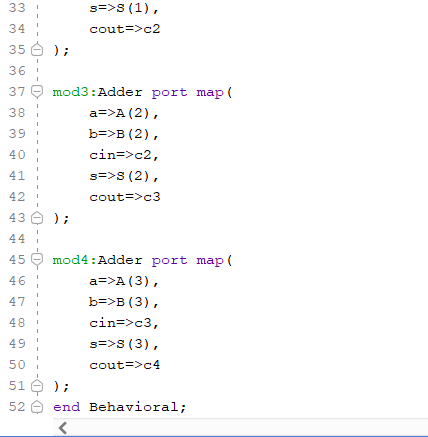 33 s=>S(1),
34 cout=>c2
35 );
36
37 mod3:Adder port map(
38 a=>A(2),
39 b=>B(2),
40 cin=>c2,
41 s=>S(2),
42 cout=>c3
43 );
44
45 mod4:Adder port map(
46 a=>A(3),
47 b=>B(3),
48 cin=>c3,
49 s=>S(3),
50 cout=>c4
51 );
52 end Behavioral;